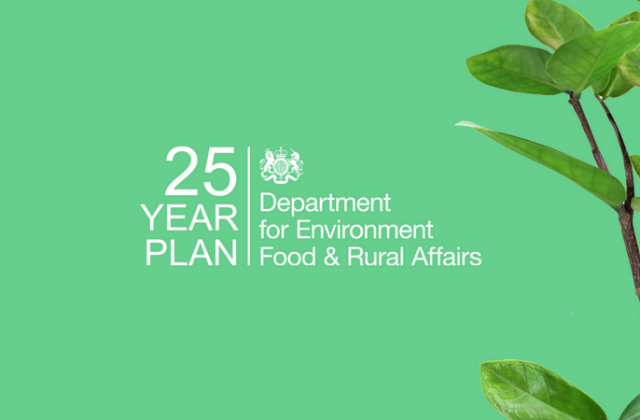 25
YEAR
PLAN
Department
for Environment
Food & Rural Affairs